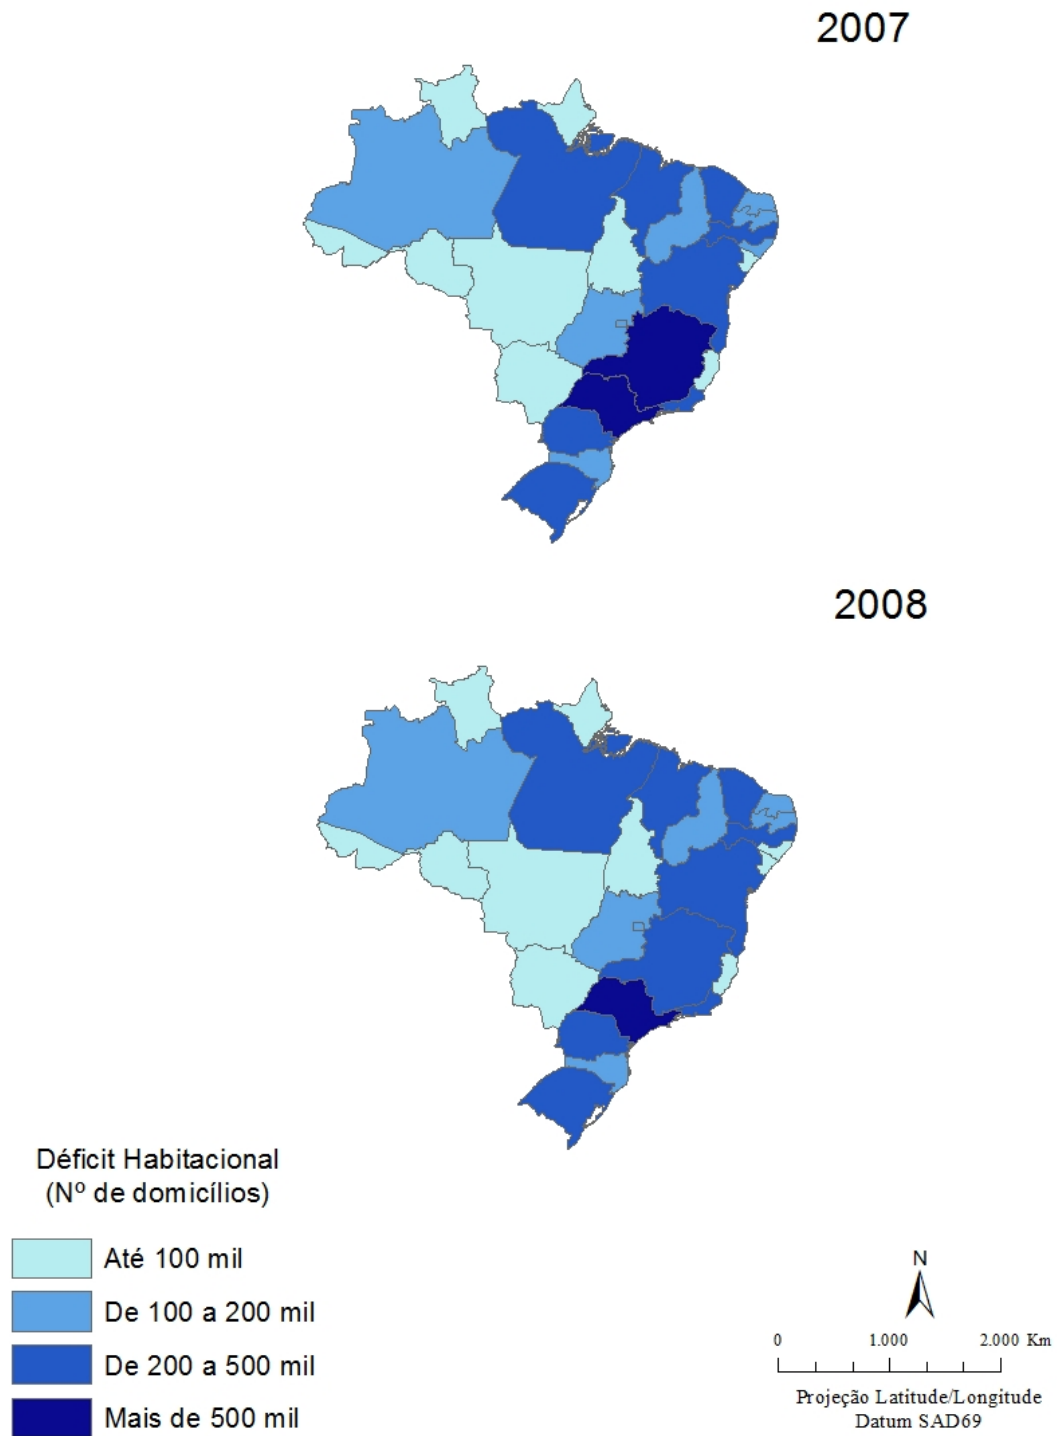 2007
2008
Déficit Habitacional
(Nº de domicílios)
Até 100 mil
De 100 a 200 mil
De 200 a 500 mil
Mais de 500 mil
N
0 1.000 2.000 Km
Projeção Latitude/Longitude
Datum SAD69